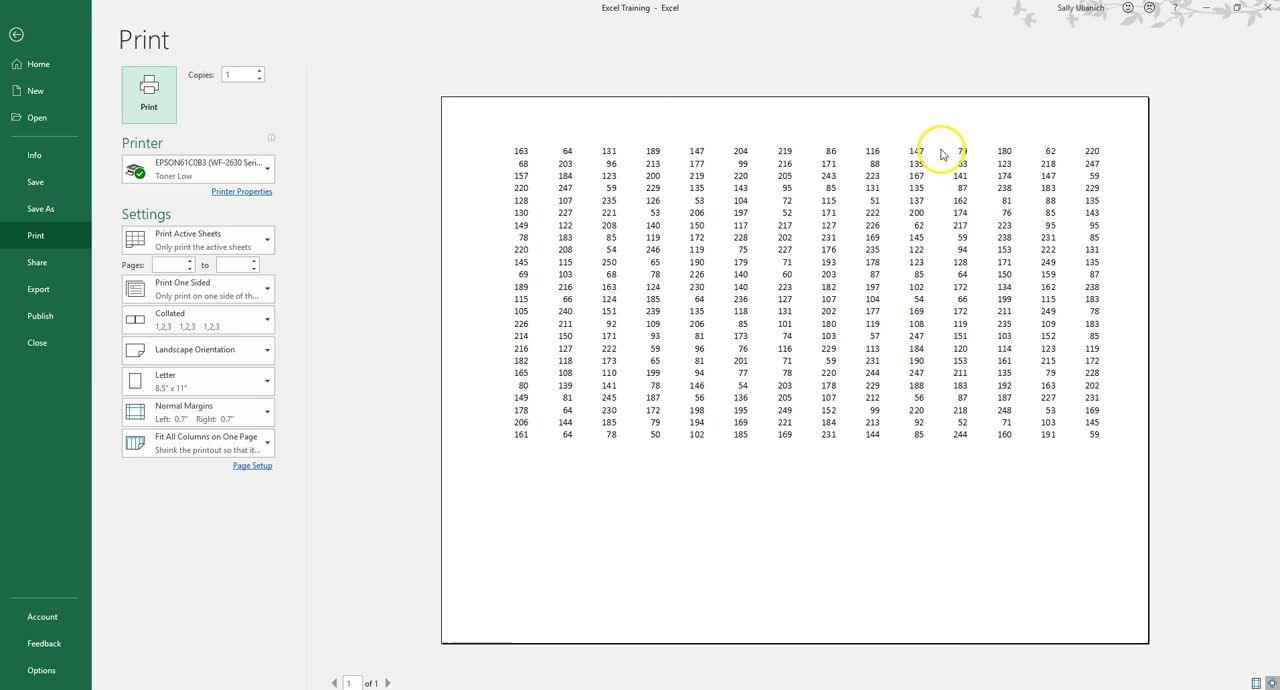 Excel Training - Excel
Sally Ulianich
?
Print
Home
New
Open
Info
Save
Save As
Print
Share
Export
Publish
Close
Account
Feedback
Options
Print
Copies: 1
Printer
EPSON61C0B3 (WF-2630 Seri...
Toner Low
Printer Properties
Settings
Print Active Sheets
Only print the active sheets
Pages: to
Print One Sided
Only print on one side of th...
Collated
1,2,3 1,2,3 1,2,3
Landscape Orientation
Letter
8.5" x 11"
Normal Margins
Left: 0.7" Right: 0.7"
Fit All Columns on One Page
Shrink the printout so that it...
Page Setup
163 64 131 189 147 204 219 86 116 147 79 180 62 220
68 203 96 213 177 99 216 171 88 139 123 218 247
157 184 123 200 219 220 205 243 223 167 141 174 147 59
220 247 59 229 135 143 95 85 131 135 87 238 183 229
128 107 235 126 53 104 72 115 51 137 162 81 88 135
130 227 221 53 206 197 52 171 222 200 174 76 85 143
149 122 208 140 150 117 217 127 226 62 217 223 95 95
78 183 85 119 172 228 202 231 169 145 59 238 231 85
220 208 54 246 119 75 227 176 235 122 94 153 222 131
145 115 250 65 190 179 71 193 178 123 128 171 249 135
69 103 68 78 226 140 60 203 87 85 64 150 159 87
189 216 163 124 230 140 223 182 197 102 172 134 162 238
115 66 124 185 64 236 127 107 104 54 66 199 115 183
105 240 151 239 135 118 131 202 177 169 172 211 249 78
226 211 92 109 206 85 101 180 119 108 119 235 109 183
214 150 171 93 81 173 74 103 57 247 151 103 152 85
216 127 222 59 96 76 116 229 113 184 120 114 123 119
182 118 173 65 81 201 71 59 231 190 153 161 215 172
165 108 110 199 94 77 78 220 244 247 211 135 79 228
80 139 141 78 146 54 203 178 229 188 183 192 163 202
149 81 245 187 56 136 205 107 212 56 87 187 227 231
178 64 230 172 198 195 249 152 99 220 218 248 53 169
206 144 185 79 194 169 221 184 213 92 52 71 103 145
161 64 78 50 102 185 169 231 144 85 244 160 191 59
1 of 1